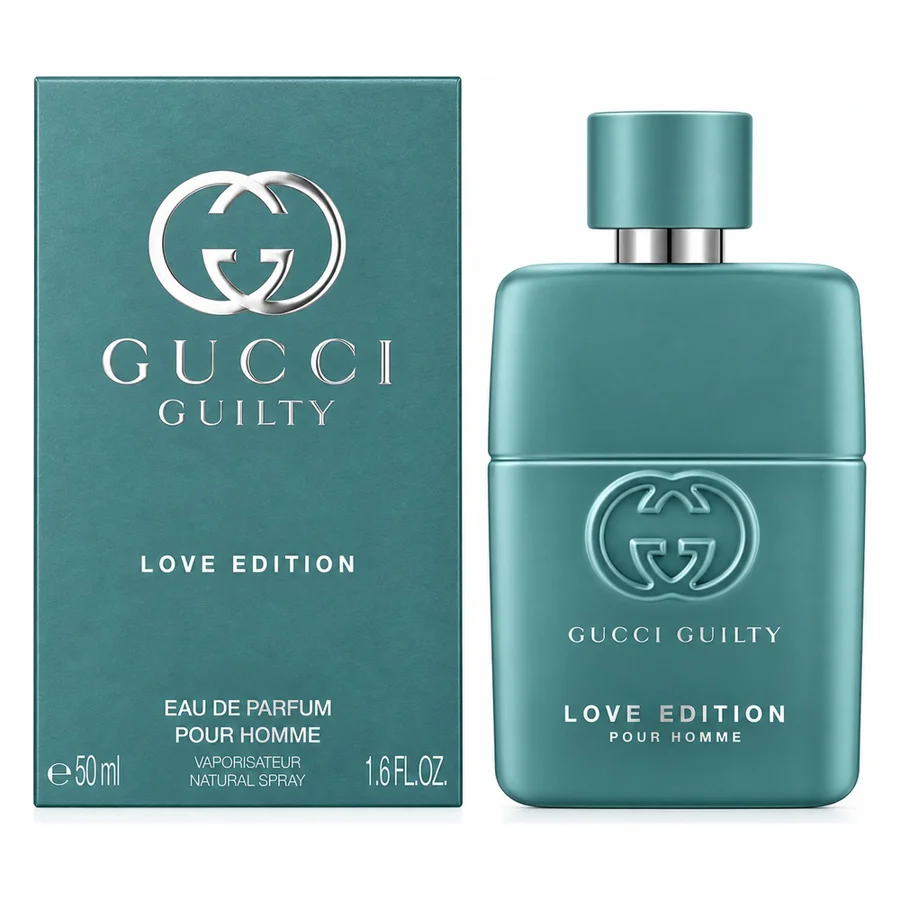 GUCCI
GUILTY
LOVE EDITION
EAU DE PARFUM
POUR HOMME
VAPORISATEUR
NATURAL SPRAY
℮50 ml
1.6 FL.OZ.
GUCCI GUILTY
LOVE EDITION
POUR HOMME